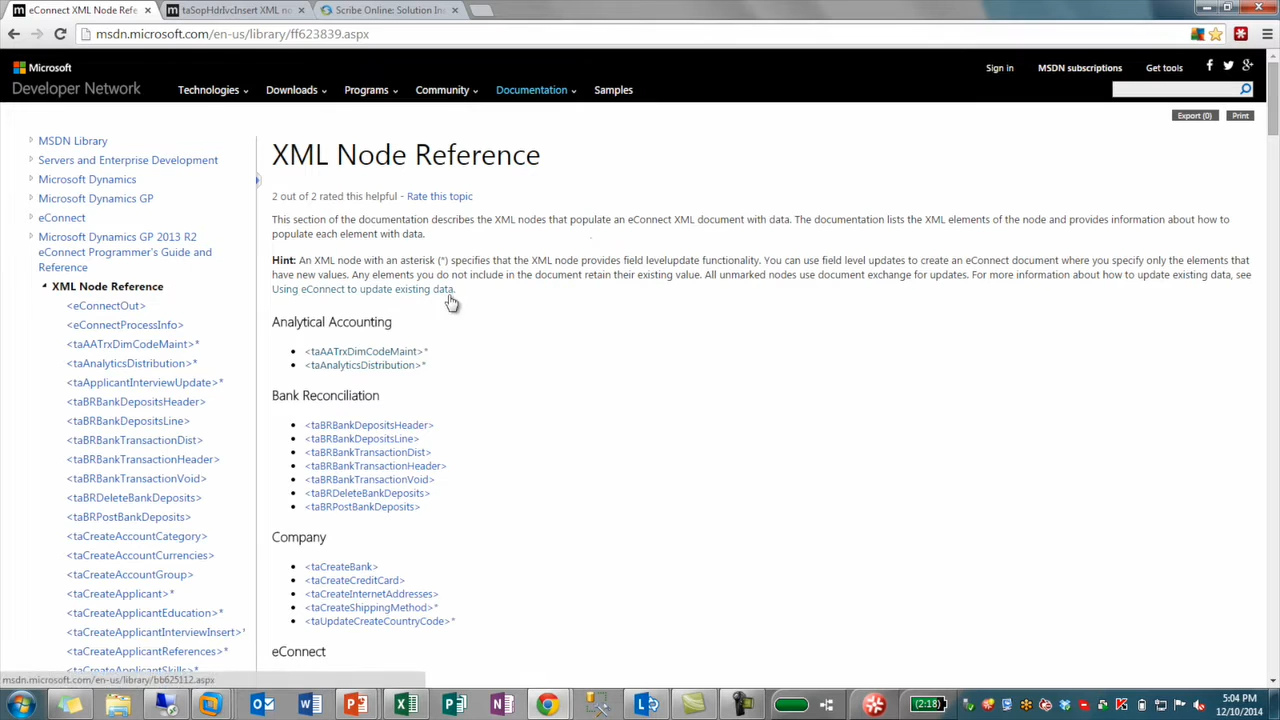 eConnect XML Node Refe
taSopHdrIvcInsert XML no
Scribe Online: Solution In
msdn.microsoft.com/en-us/library/ff623839.aspx
Microsoft
Developer Network
Sign in
MSDN subscriptions
Get tools
Technologies
Downloads
Programs
Community
Documentation
Samples
Export (0)
Print
MSDN Library
Servers and Enterprise Development
Microsoft Dynamics
Microsoft Dynamics GP
eConnect
Microsoft Dynamics GP 2013 R2
eConnect Programmer's Guide and
Reference
XML Node Reference
<eConnectOut>
<eConnectProcessInfo>
<taAATrxDimCodeMaint>*
<taAnalyticsDistribution>*
<taApplicantInterviewUpdate>*
<taBRBankDepositsHeader>
<taBRBankDepositsLine>
<taBRBankTransactionDist>
<taBRBankTransactionHeader>
<taBRBankTransactionVoid>
<taBRDeleteBankDeposits>
<taBRPostBankDeposits>
<taCreateAccountCategory>
<taCreateAccountCurrencies>
<taCreateAccountGroup>
<taCreateApplicant>*
<taCreateApplicantEducation>*
<taCreateApplicantInterviewInsert>*
<taCreateApplicantReferences>*
<taCreateApplicantSkills>*
XML Node Reference
2 out of 2 rated this helpful - Rate this topic
This section of the documentation describes the XML nodes that populate an eConnect XML document with data. The documentation lists the XML elements of the node and provides information about how to
populate each element with data.
Hint: An XML node with an asterisk (*) specifies that the XML node provides field levelupdate functionality. You can use field level updates to create an eConnect document where you specify only the elements that
have new values. Any elements you do not include in the document retain their existing value. All unmarked nodes use document exchange for updates. For more information about how to update existing data, see
Using eConnect to update existing data.
Analytical Accounting
<taAATrxDimCodeMaint>*
<taAnalyticsDistribution>*
Bank Reconciliation
<taBRBankDepositsHeader>
<taBRBankDepositsLine>
<taBRBankTransactionDist>
<taBRBankTransactionHeader>
<taBRBankTransactionVoid>
<taBRDeleteBankDeposits>
<taBRPostBankDeposits>
Company
<taCreateBank>
<taCreateCreditCard>
<taCreateInternetAddresses>
<taCreateShippingMethod>*
<taUpdateCreateCountryCode>*
eConnect
msdn.microsoft.com/en-us/library/bb625112.aspx
(2:18)
5:04 PM
12/10/2014